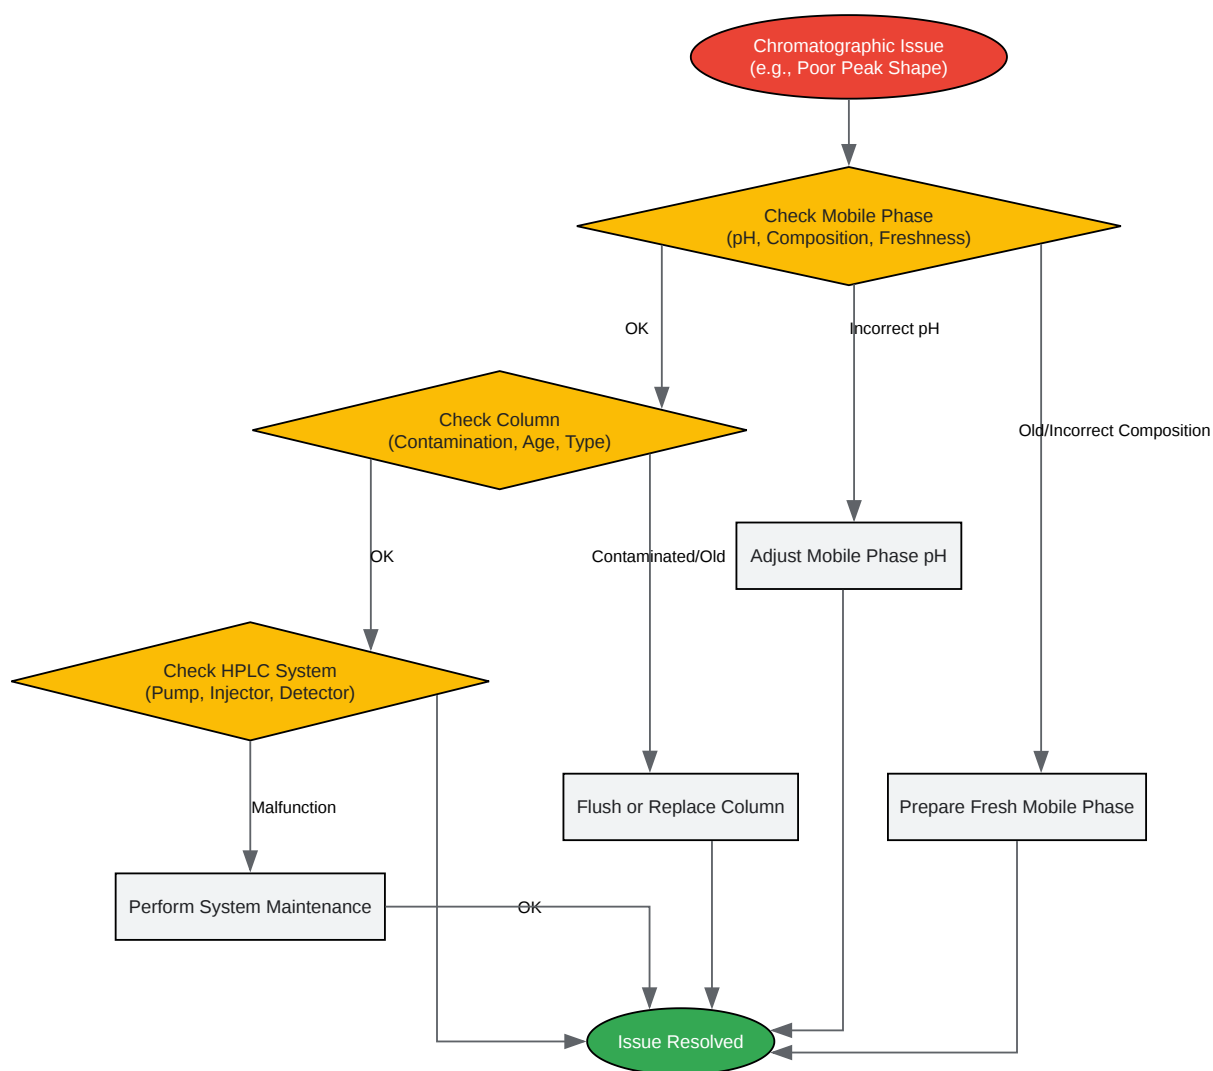 Chromatographic Issue
(e.g., Poor Peak Shape)
Check Mobile Phase
(pH, Composition, Freshness)
OK
Incorrect pH
Check Column
(Contamination, Age, Type)
Old/Incorrect Composition
OK
Contaminated/Old
Adjust Mobile Phase pH
Check HPLC System
(Pump, Injector, Detector)
Malfunction
Flush or Replace Column
Prepare Fresh Mobile Phase
Perform System Maintenance
OK
Issue Resolved